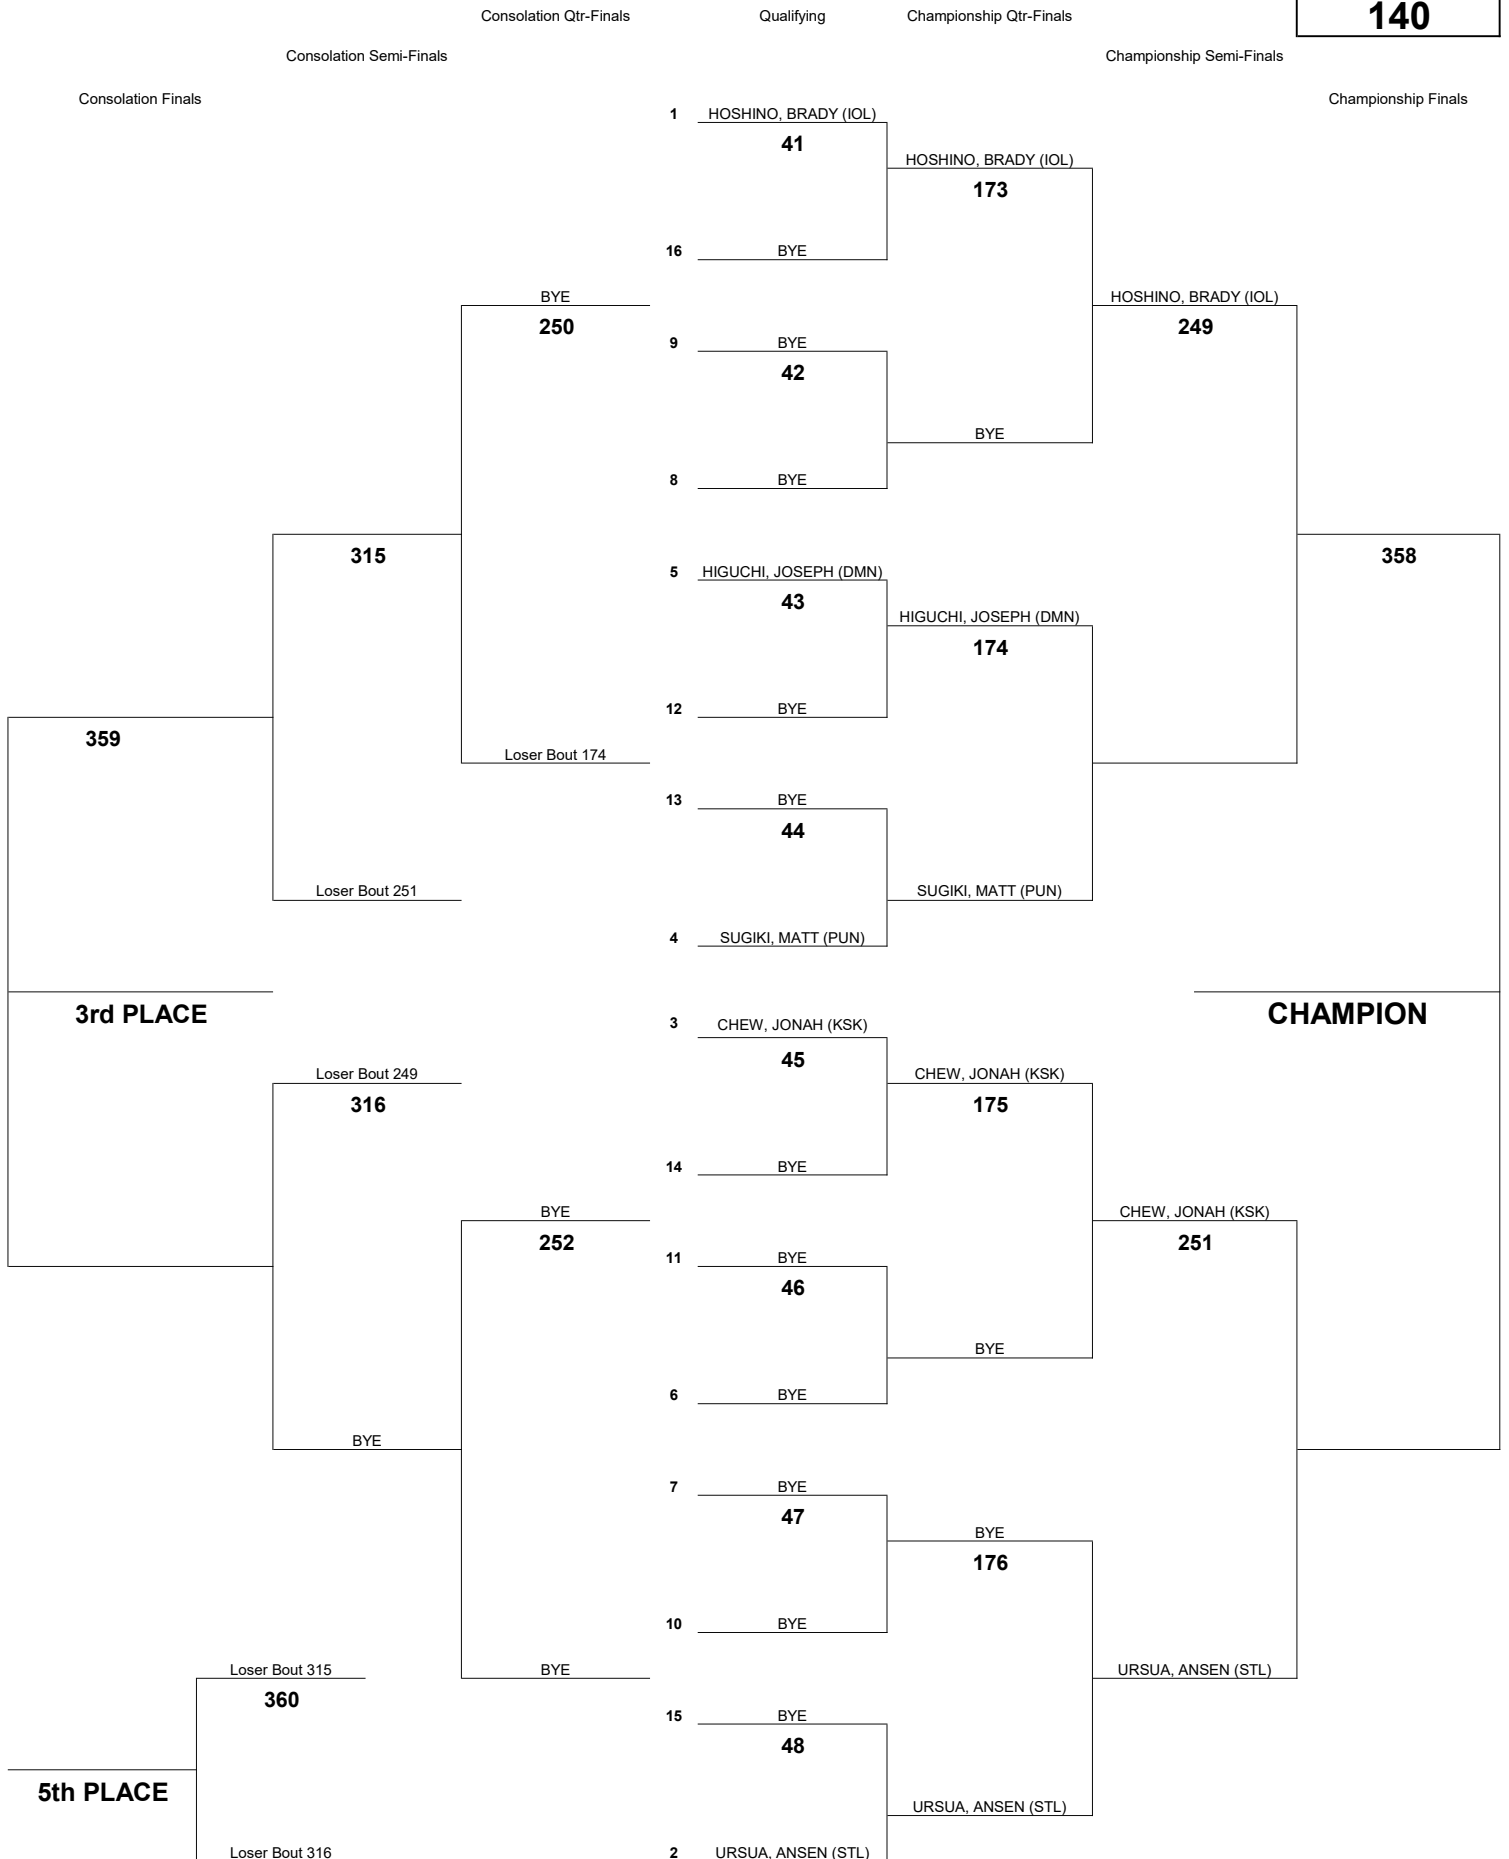 Consolation Qtr-Finals Qualifying Championship Qtr-Finals 140
Consolation Semi-Finals Championship Semi-Finals
Consolation Finals Championship Finals
1 HOSHINO, BRADY (IOL)
41
HOSHINO, BRADY (IOL)
173
16 BYE
BYE HOSHINO, BRADY (IOL)
250 249
9 BYE
42
BYE
8 BYE
315 358
5 HIGUCHI, JOSEPH (DMN)
43
HIGUCHI, JOSEPH (DMN)
174
12 BYE
359
Loser Bout 174
13 BYE
44
Loser Bout 251 SUGIKI, MATT (PUN)
4 SUGIKI, MATT (PUN)
3rd PLACE CHAMPION
3 CHEW, JONAH (KSK)
45
Loser Bout 249 CHEW, JONAH (KSK)
316 175
14 BYE
BYE CHEW, JONAH (KSK)
252 251
11 BYE
46
BYE
6 BYE
BYE
7 BYE
47
BYE
176
10 BYE
Loser Bout 315 BYE URSUA, ANSEN (STL)
360
15 BYE
48
5th PLACE
URSUA, ANSEN (STL)
Loser Bout 316 2 URSUA, ANSEN (STL)